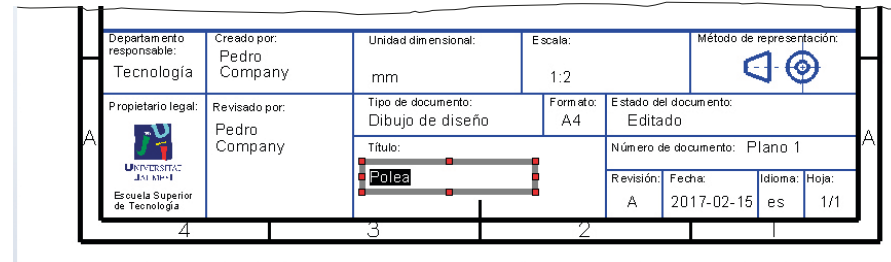 Departamento
responsable:
Tecnología
Creado por:
Pedro
Company
Unidad dimensional:
mm
Escala:
1:2
Método de representación:
Propietario legal:
UNIVERSITAT
JAUME I
Escuela Superior
de Tecnología
Revisado por:
Pedro
Company
Tipo de documento:
Dibujo de diseño
Formato:
A4
Estado del documento:
Editado
Título:
Polea
Número de documento: Plano 1
Revisión:
A
Fecha:
2017-02-15
Idioma:
es
Hoja:
1/1
A
A
4
3
2
1